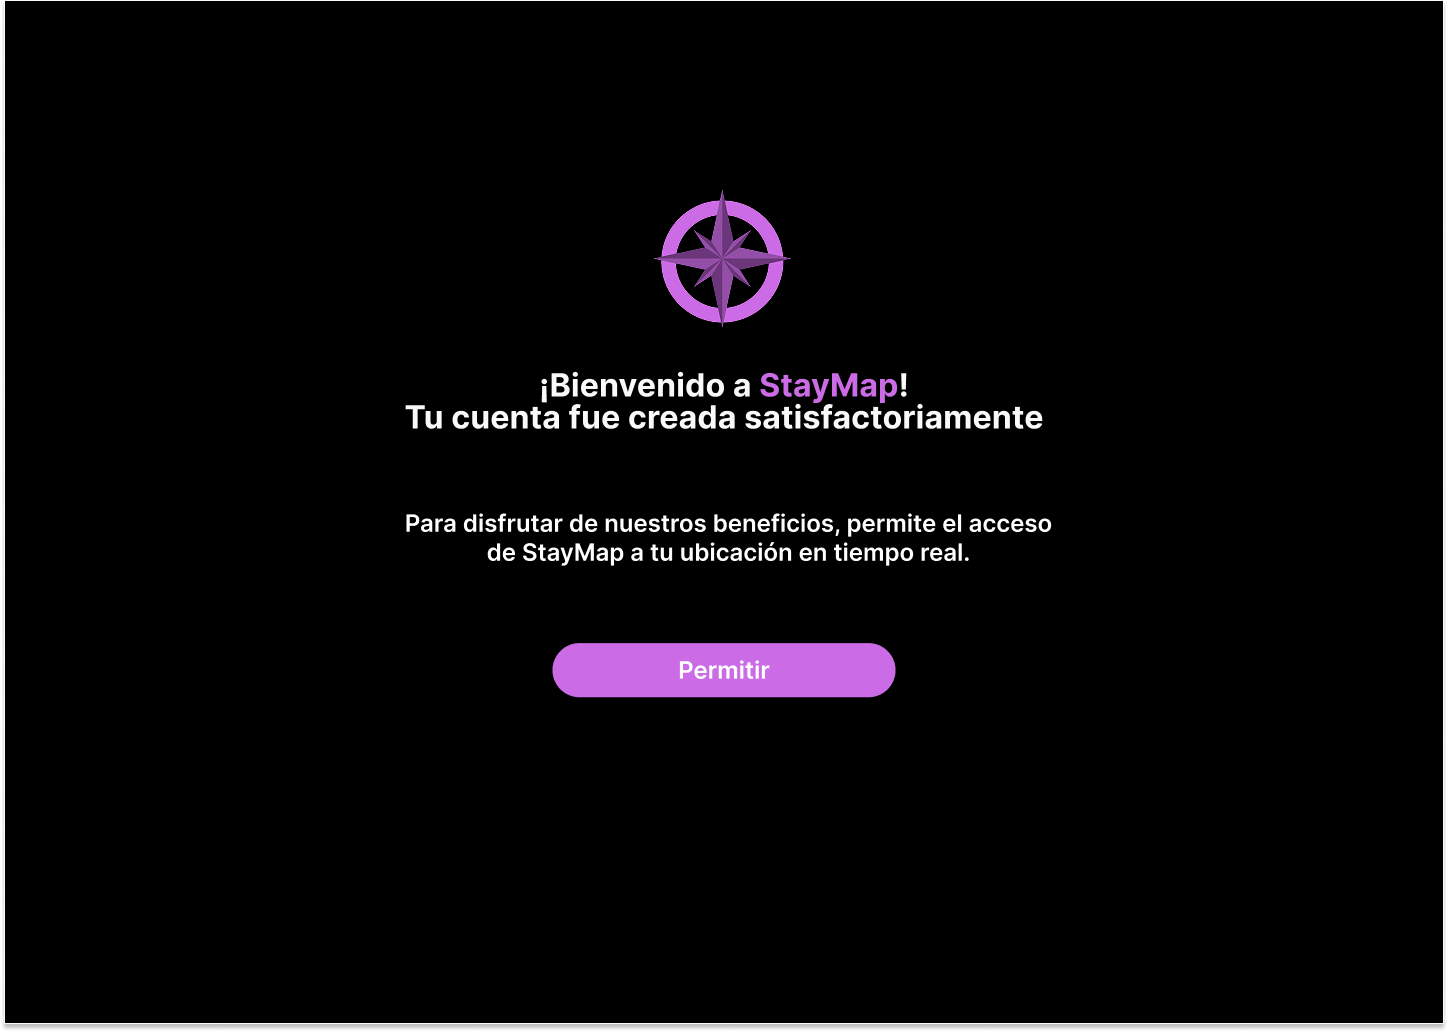 ¡Bienvenido a StayMap!
Tu cuenta fue creada satisfactoriamente
Para disfrutar de nuestros beneficios, permite el acceso
de StayMap a tu ubicación en tiempo real.
Permitir